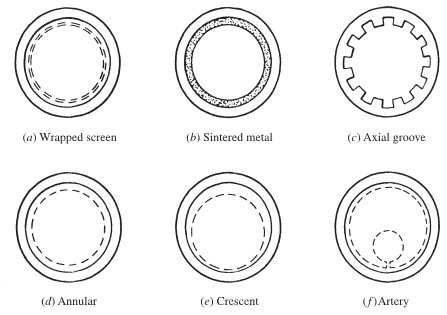 (a) Wrapped screen
(b) Sintered metal
(c) Axial groove
(d) Annular
(e) Crescent
(f) Artery